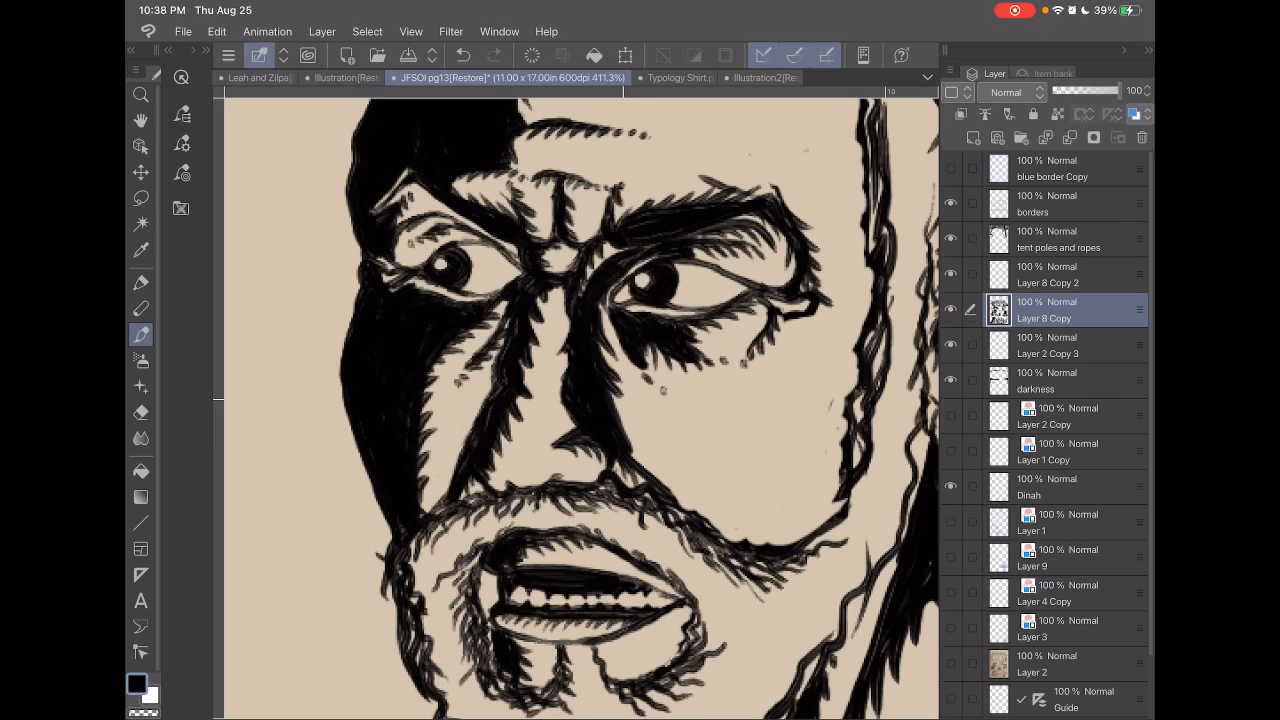 10:38 PM Thu Aug 25
39%
File Edit Animation Layer Select View Filter Window Help
Leah and Zilpa Illustration[Rest JFSOI pg13[Restore]* (11.00 x 17.00in 600dpi 411.3%) Typology Shirt. Illustration2[Res
Layer Item bank
Normal 100
10
100 % Normal
blue border Copy
100 % Normal
borders
100 % Normal
tent poles and ropes
100 % Normal
Layer 8 Copy 2
100 % Normal
Layer 8 Copy
100 % Normal
Layer 2 Copy 3
100 % Normal
darkness
100 % Normal
Layer 2 Copy
100 % Normal
Layer 1 Copy
100 % Normal
Dinah
100 % Normal
Layer 1
100 % Normal
Layer 9
100 % Normal
Layer 4 Copy
100 % Normal
Layer 3
100 % Normal
Layer 2
100 % Normal
Guide